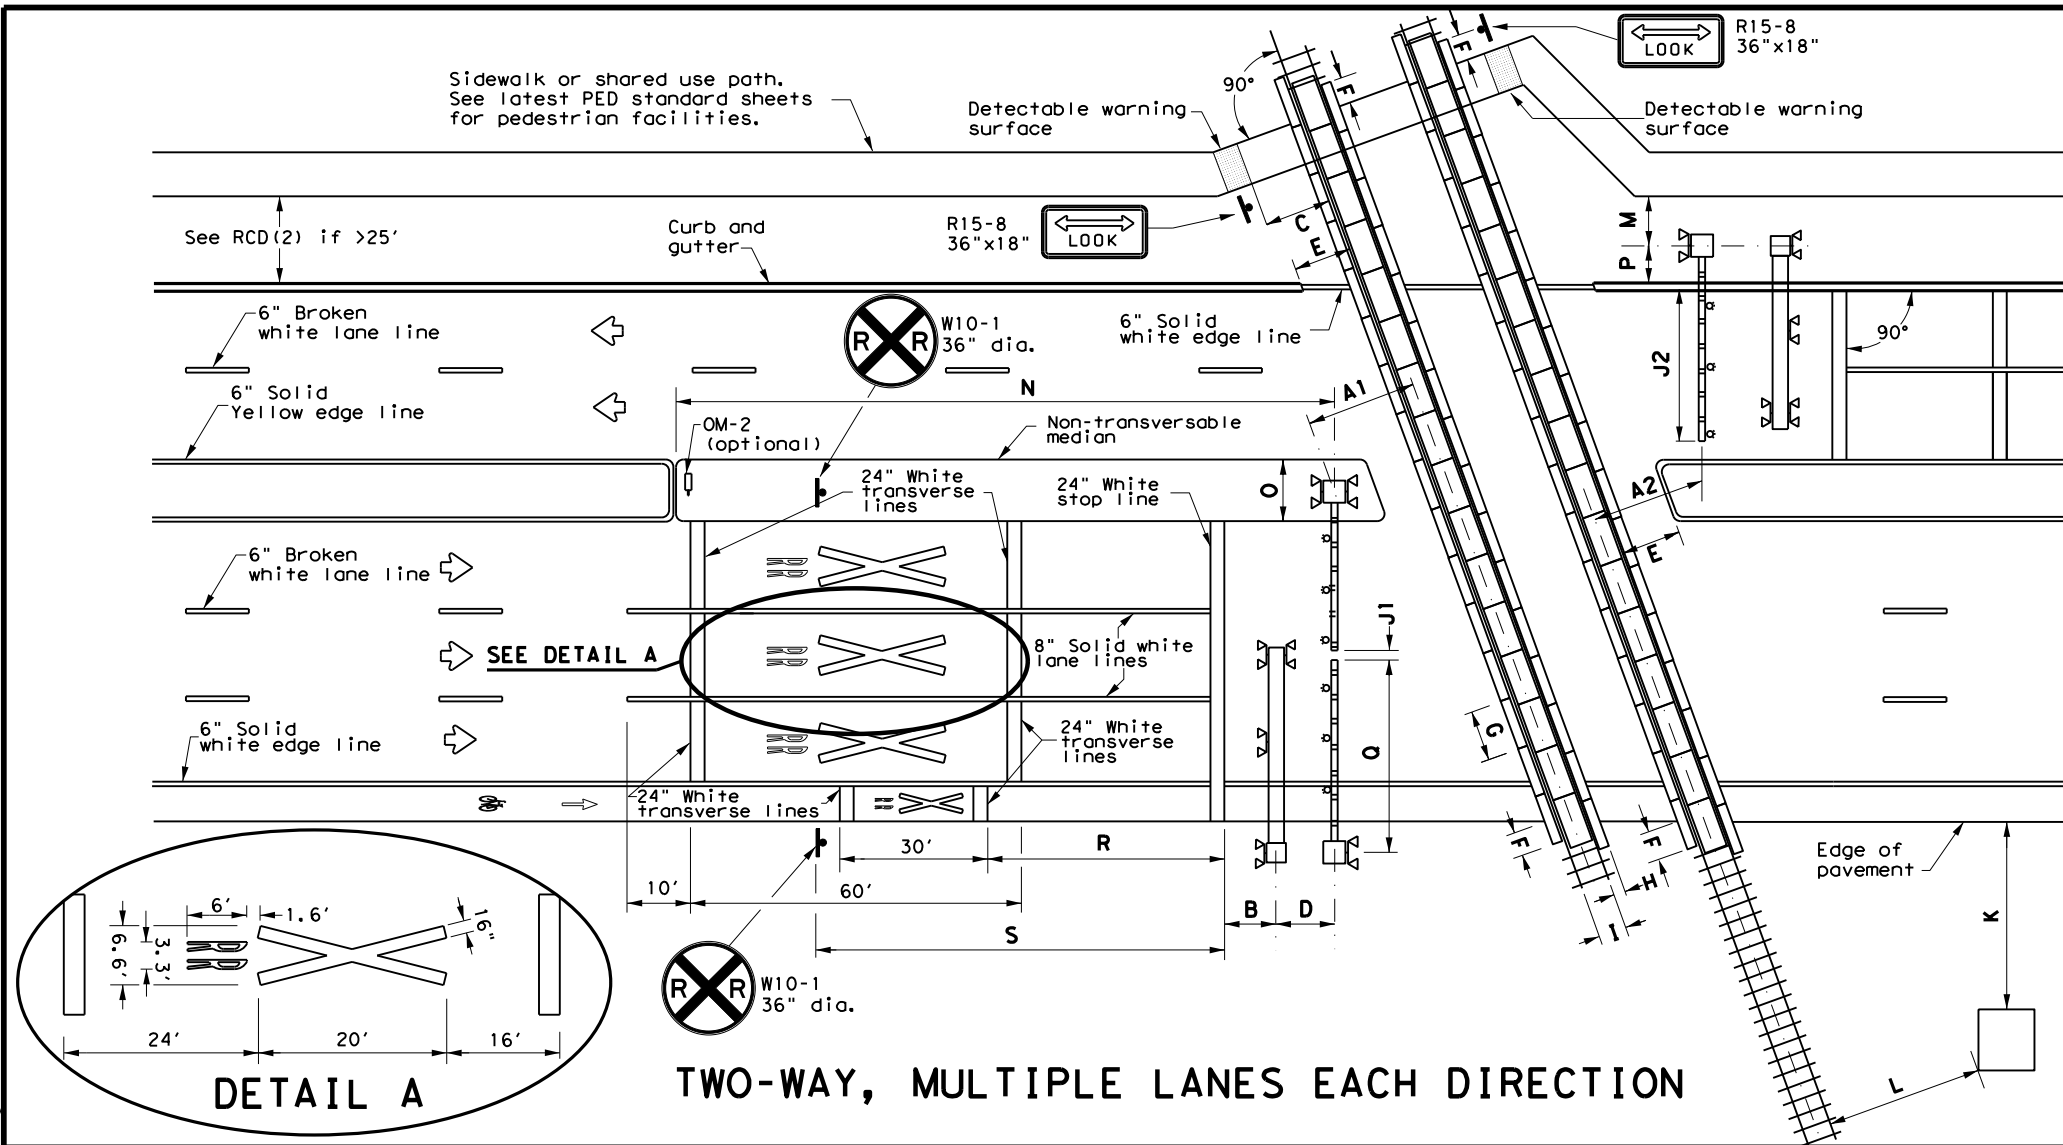 R15-8
36"x18"
LOOK
Sidewalk or shared use path.
See latest PED standard sheets
for pedestrian facilities.
90°
F
F
Detectable warning
surface
Detectable warning
surface
See RCD(2) if >25'
Curb and
gutter
R15-8
36"x18"
LOOK
C
E
M
P
6" Broken
white lane line
R R
W10-1
36" dia.
6" Solid
white edge line
90°
J2
6" Solid
Yellow edge line
N
A1
OM-2
(optional)
Non-transversable
median
24" White
transverse
lines
24" White
stop line
O
A2
E
6" Broken
white lane line
J1
SEE DETAIL A
8" Solid white
lane lines
6" Solid
white edge line
24" White
transverse
lines
G
Q
24" White
transverse lines
30'
R
F
F
Edge of
pavement
10'
60'
H
B
D
I
K
S
6'
1.6'
16"
6.6'
3.3'
R R
W10-1
36" dia.
24'
20'
16'
DETAIL A
TWO-WAY, MULTIPLE LANES EACH DIRECTION
L